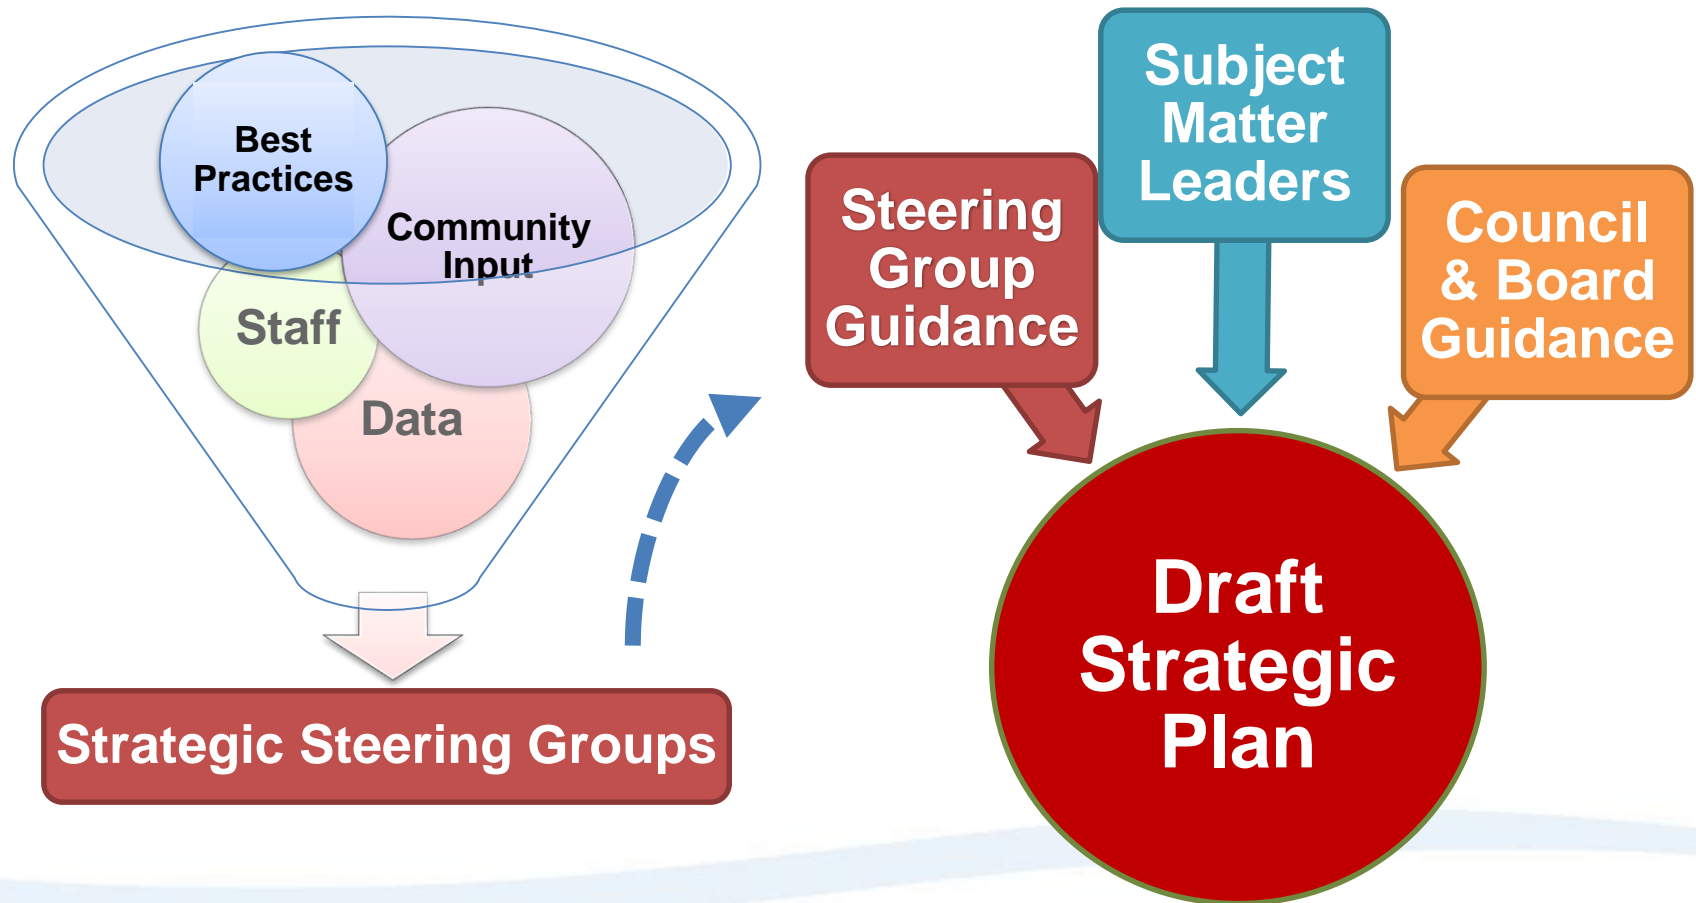 Best
Practices
Community
Input
Staff
Data
Strategic Steering Groups
Steering
Group
Guidance
Subject
Matter
Leaders
Council
& Board
Guidance
Draft
Strategic
Plan